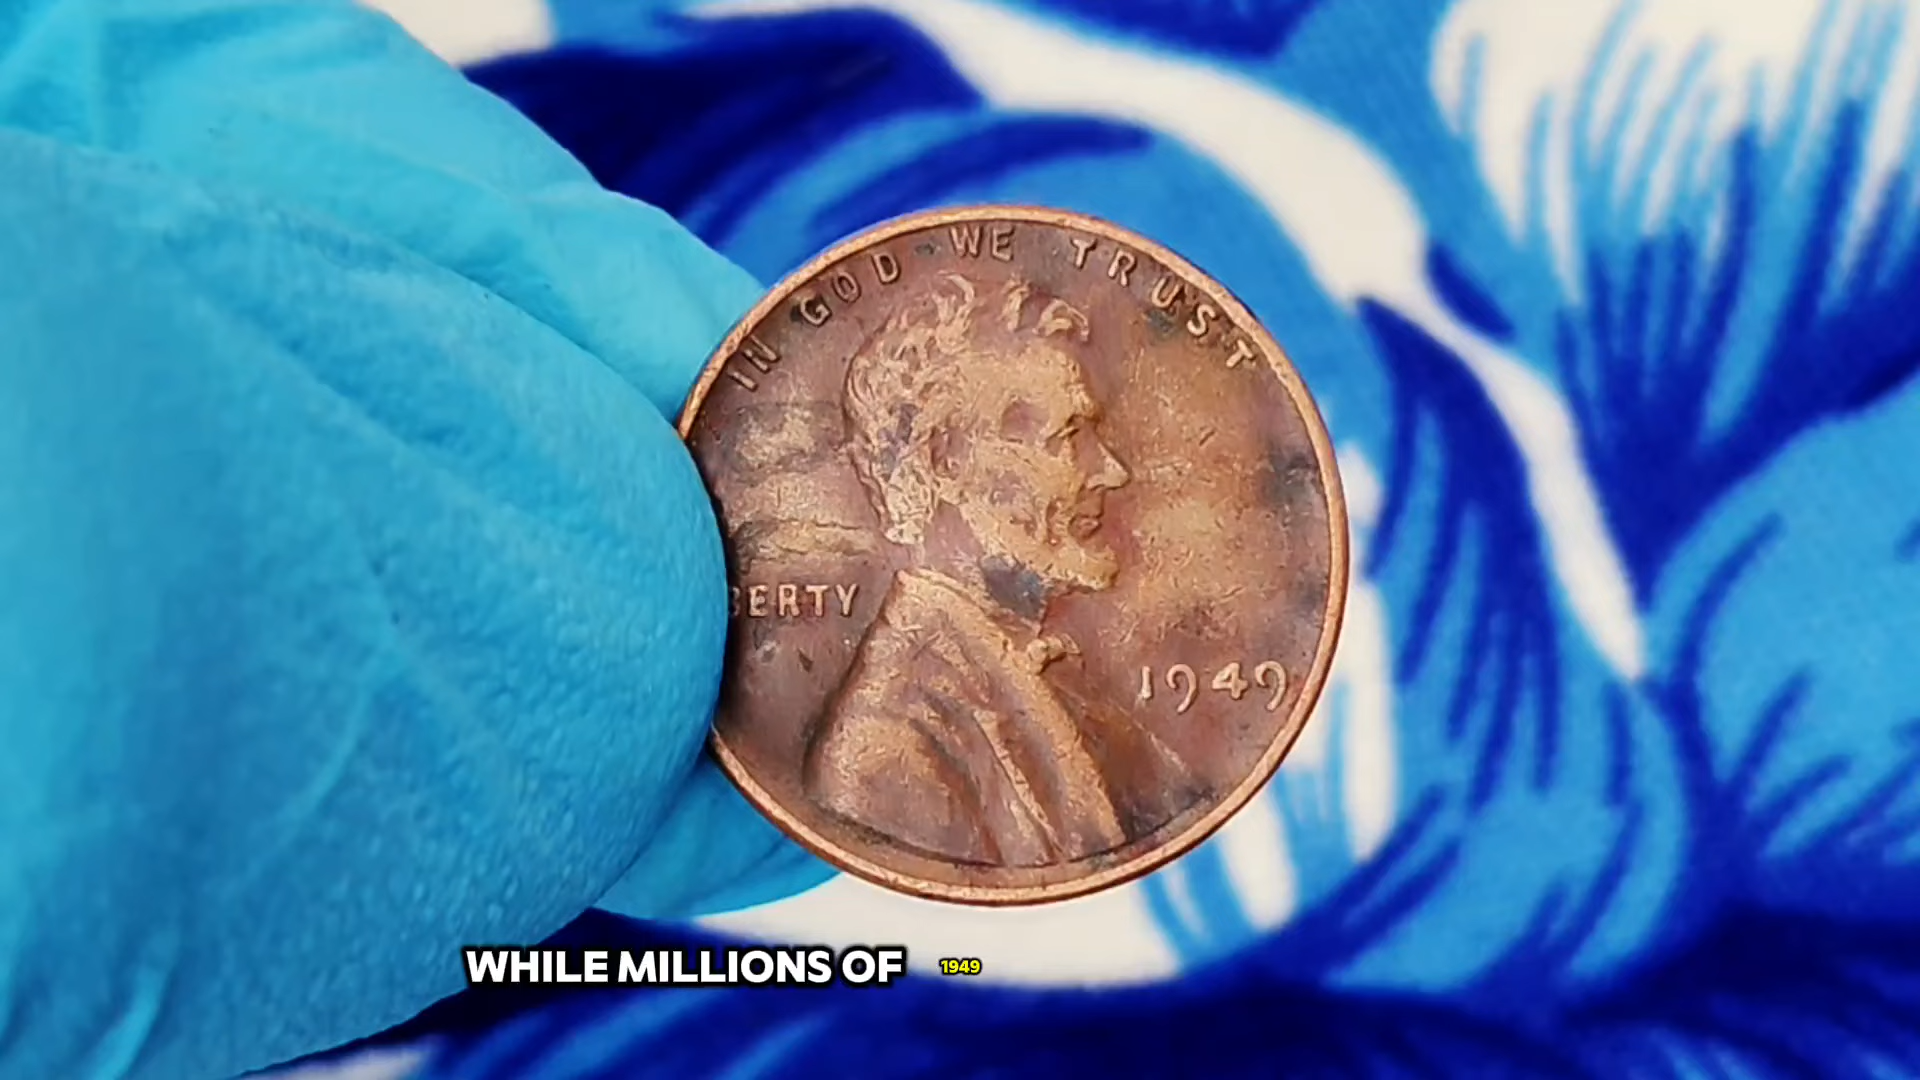 IN GOD WE TRUST
BERTY
1949
WHILE MILLIONS OF 1949